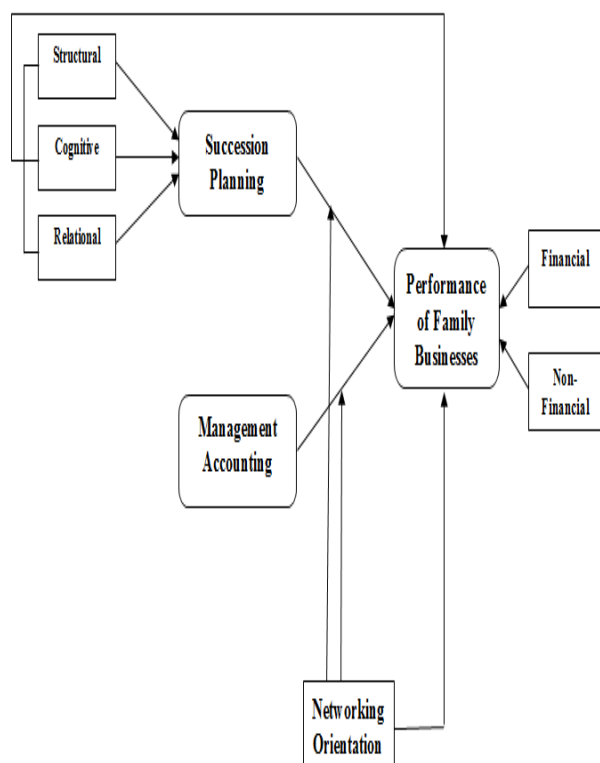 Structural
Cognitive
Relational
Succession
Planning
Management
Accounting
Performance
of Family
Businesses
Financial
Non-
Financial
Networking
Orientation